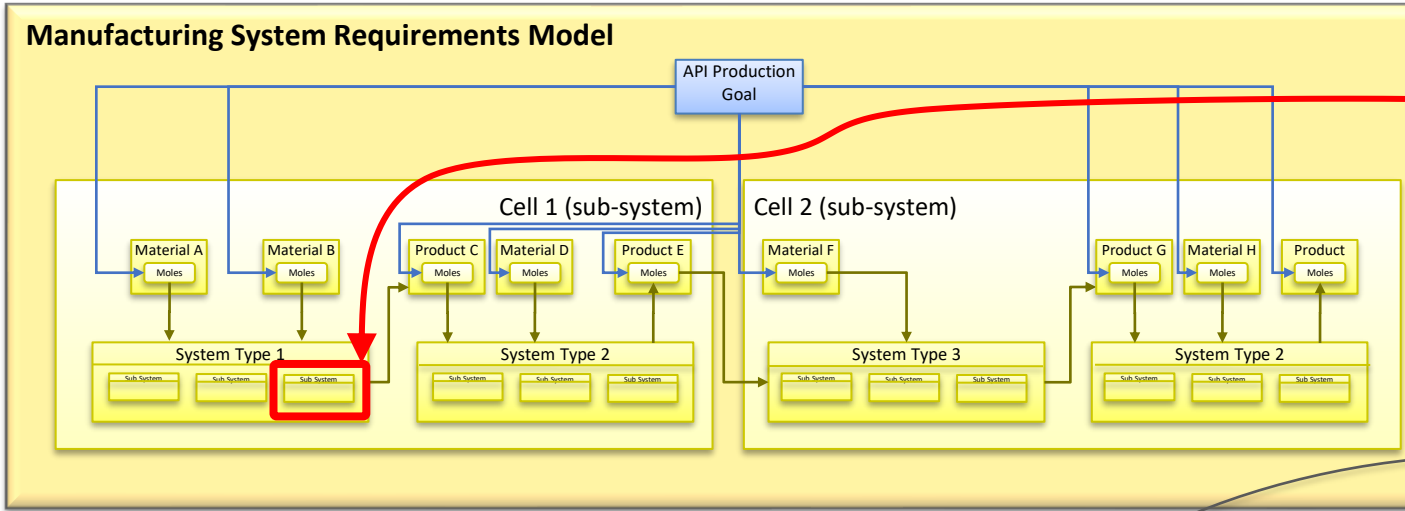 Manufacturing System Requirements Model
API Production
Goal
Cell 1 (sub-system)
Cell 2 (sub-system)
Material A
Moles
Material B
Moles
Product C
Moles
Material D
Moles
Product E
Moles
Material F
Moles
Product G
Moles
Material H
Moles
Product
Moles
System Type 1
Sub System
Sub System
Sub System
System Type 2
Sub System
Sub System
Sub System
System Type 3
Sub System
Sub System
Sub System
System Type 2
Sub System
Sub System
Sub System